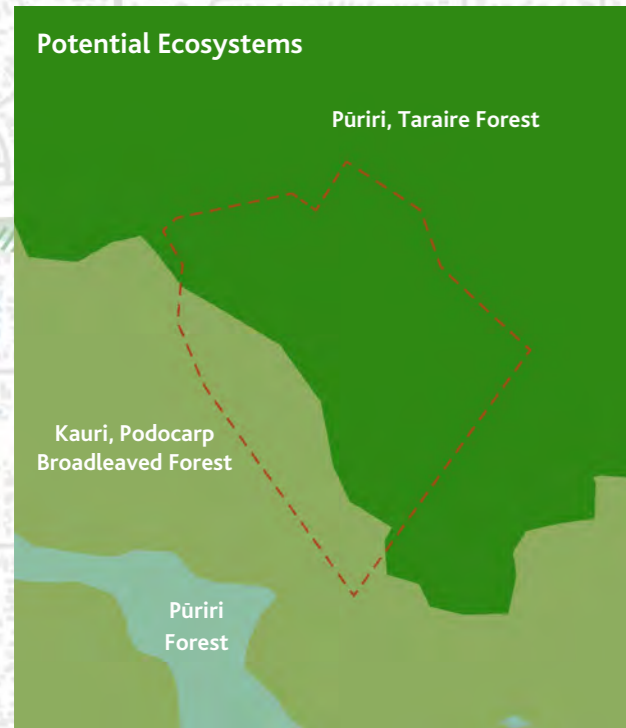 Potential Ecosystems
Pūriri, Taraire Forest
Kauri, Podocarp
Broadleaved Forest
Pūriri
Forest